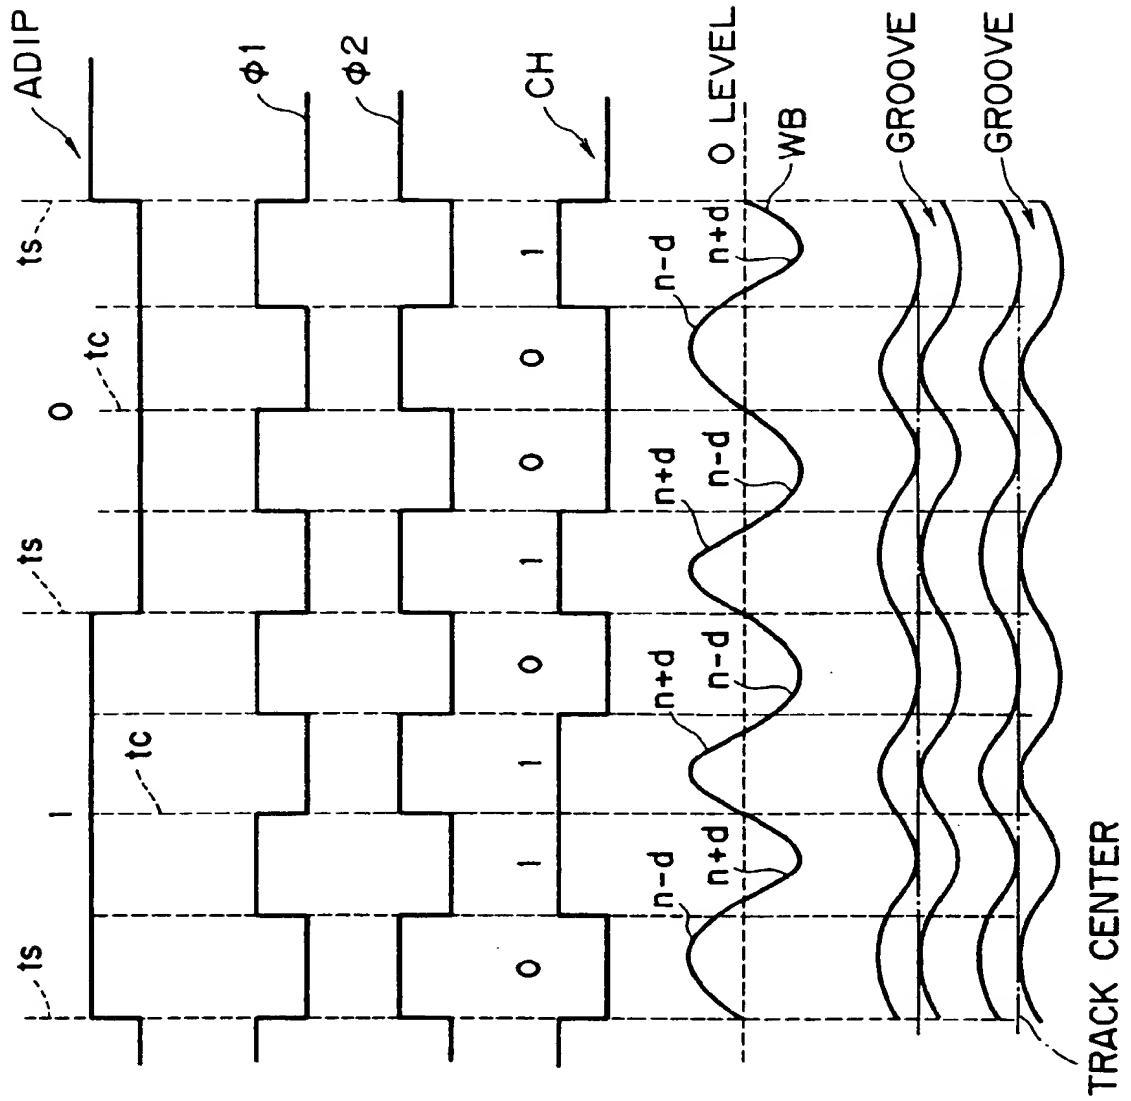 ts ts ts ADIP
1 0
tc tc
φ1
φ2
0 1 1 0 1 0 0 1 CH
n-d n+d n+d n-d
n+d n-d n-d n+d 0 LEVEL
WB
GROOVE
GROOVE
TRACK CENTER